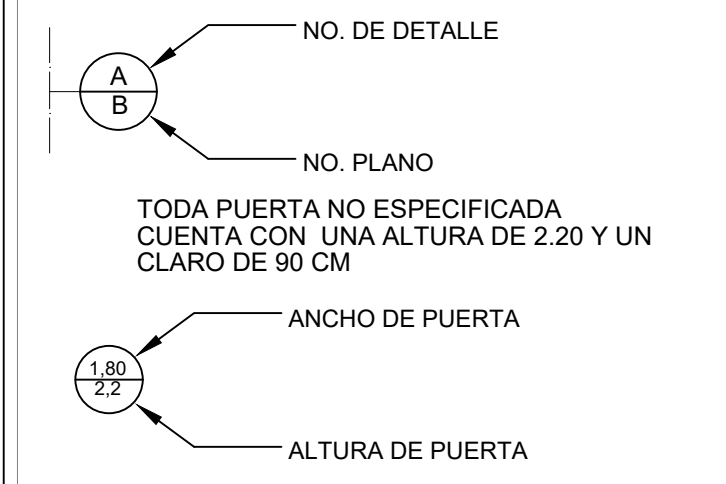 NO. DE DETALLE
A
B
NO. PLANO
TODA PUERTA NO ESPECIFICADA
CUENTA CON UNA ALTURA DE 2.20 Y UN
CLARO DE 90 CM
ANCHO DE PUERTA
1,80
2,2
ALTURA DE PUERTA